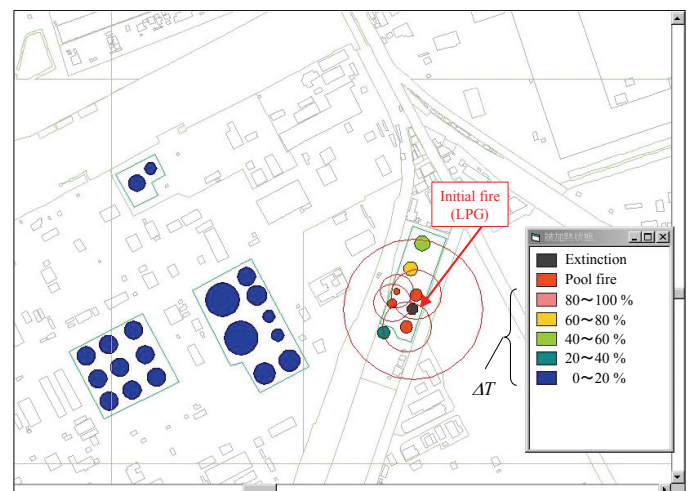 Initial fire
(LPG)
被加熱状態
Extinction
Pool fire
80～100 %
60～80 %
40～60 %
20～40 %
0～20 %
ΔT